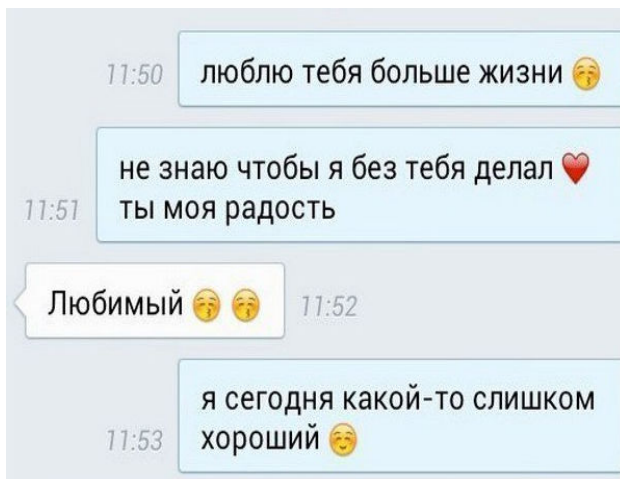 11:50 люблю тебя больше жизни 😚
не знаю чтобы я без тебя делал ❤
11:51 ты моя радость
Любимый 😚 😚 11:52
я сегодня какой-то слишком
11:53 хороший ☺